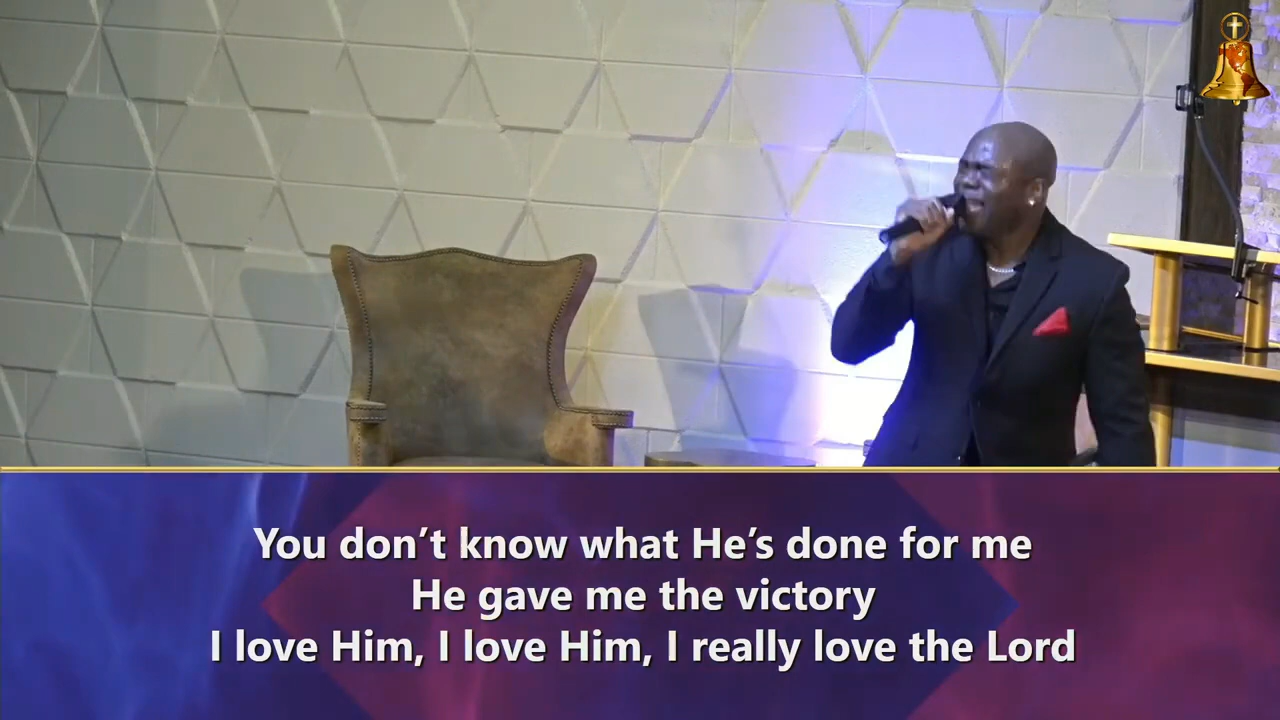 You don’t know what He’s done for me
He gave me the victory
I love Him, I love Him, I really love the Lord